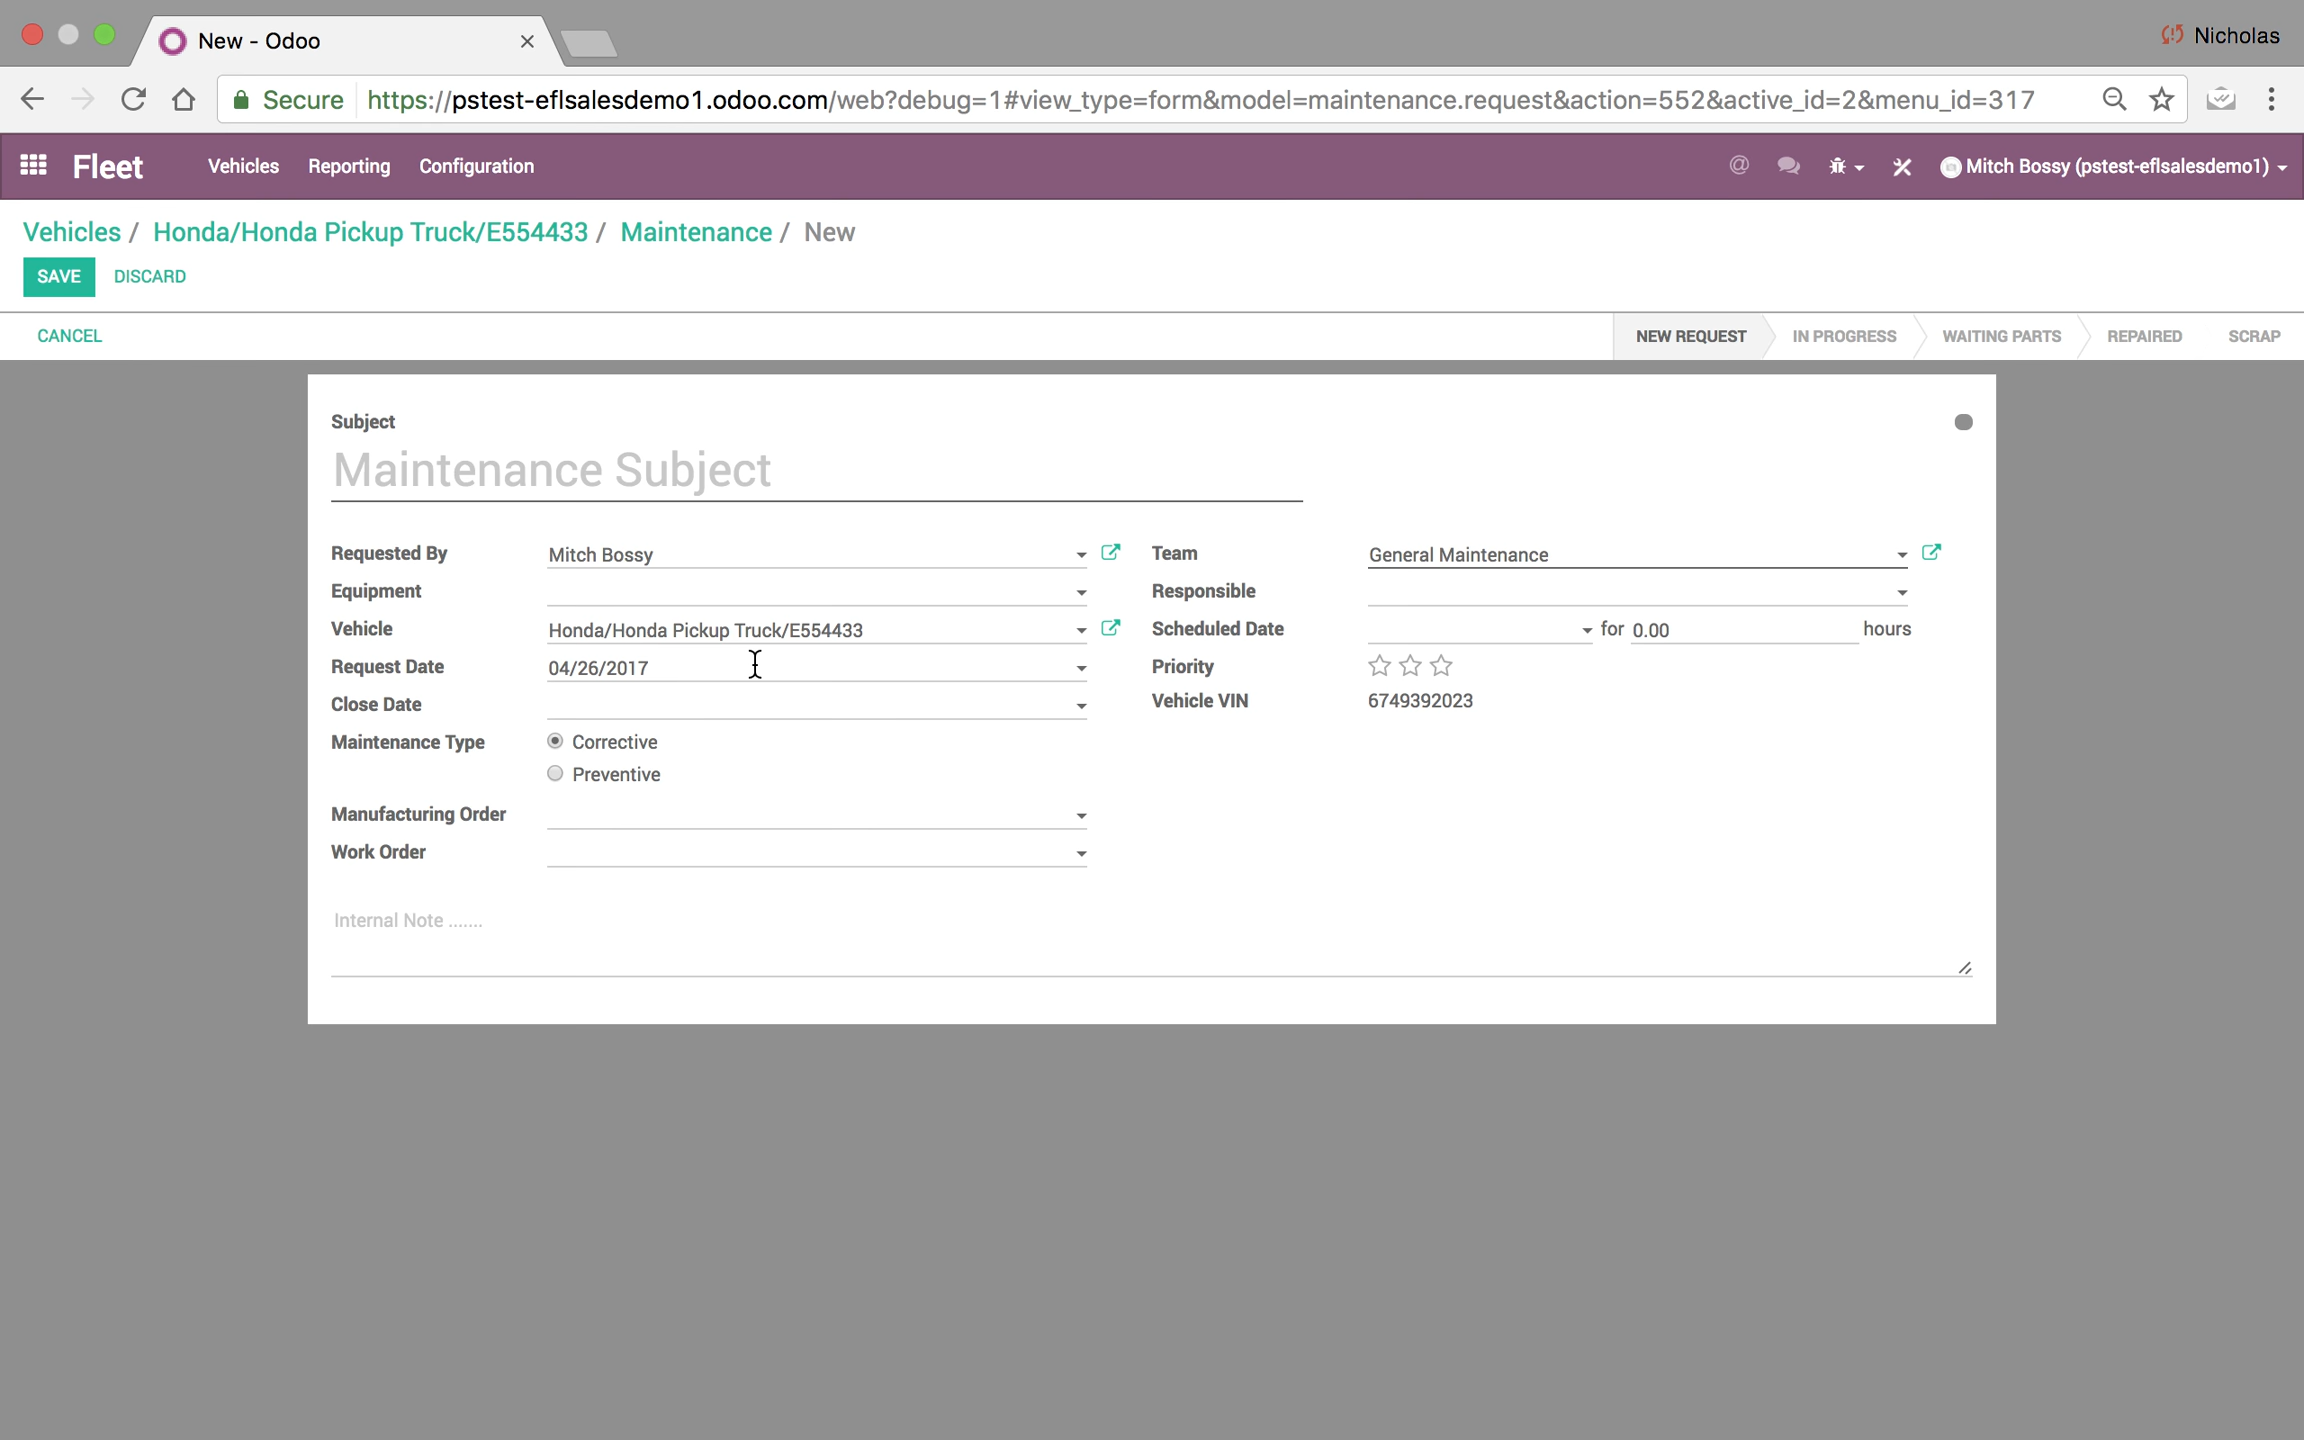 New - Odoo
Nicholas
Secure https://pstest-eflsalesdemo1.odoo.com/web?debug=1#view_type=form&model=maintenance.request&action=552&active_id=2&menu_id=317
Fleet Vehicles Reporting Configuration @ Mitch Bossy (pstest-eflsalesdemo1)
Vehicles / Honda/Honda Pickup Truck/E554433 / Maintenance / New
SAVE DISCARD
CANCEL NEW REQUEST IN PROGRESS WAITING PARTS REPAIRED SCRAP
Subject
Maintenance Subject
Requested By Mitch Bossy Team General Maintenance
Equipment Responsible
Vehicle Honda/Honda Pickup Truck/E554433 Scheduled Date for 0.00 hours
Request Date 04/26/2017 Priority
Close Date Vehicle VIN 6749392023
Maintenance Type Corrective
Preventive
Manufacturing Order
Work Order
Internal Note .......